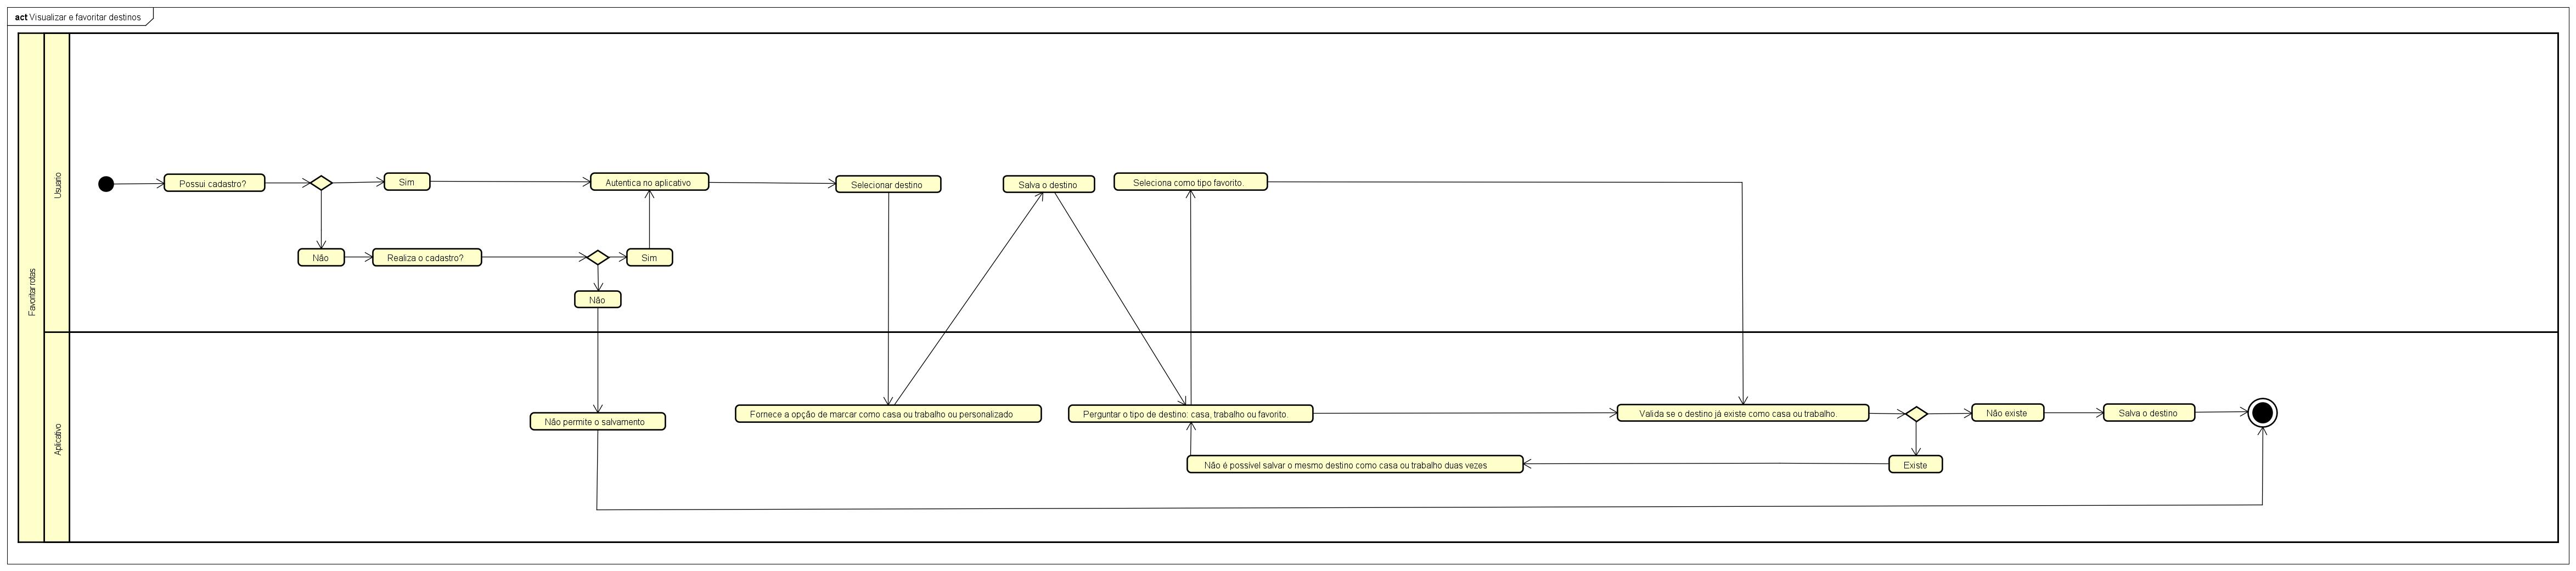 act Visualizar e favoritar destinos
Favoritar rotas
Usuario
Possui cadastro?
Sim
Autentica no aplicativo
Selecionar destino
Salva o destino
Seleciona como tipo favorito.
Não
Realiza o cadastro?
Sim
Não
Aplicativo
Não permite o salvamento
Fornece a opção de marcar como casa ou trabalho ou personalizado
Perguntar o tipo de destino: casa, trabalho ou favorito.
Valida se o destino já existe como casa ou trabalho.
Não existe
Salva o destino
Não é possível salvar o mesmo destino como casa ou trabalho duas vezes
Existe